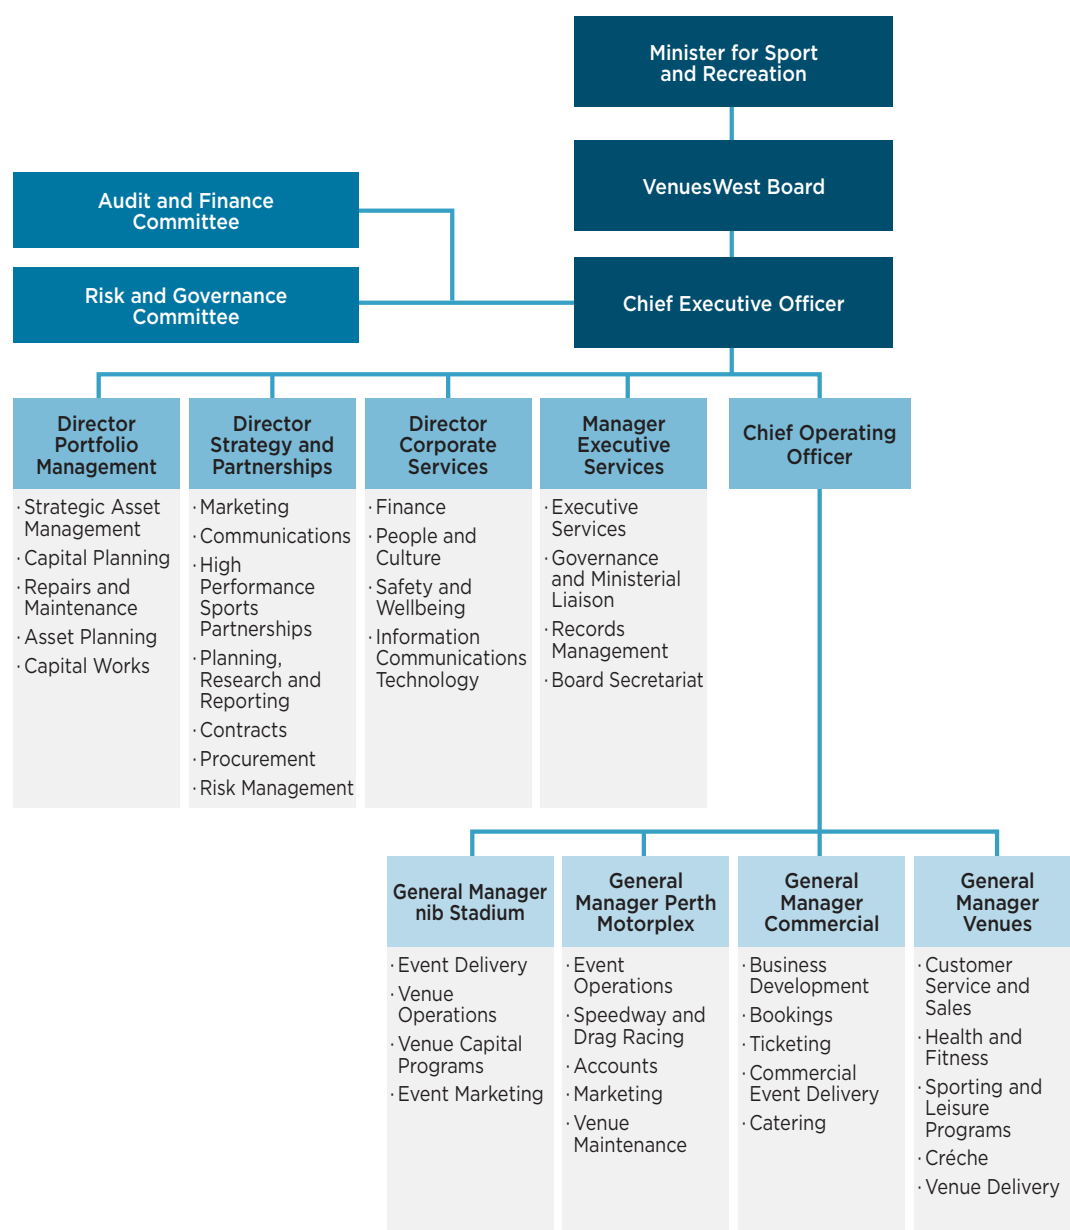 Minister for Sport
and Recreation
VenuesWest Board
Audit and Finance
Committee
Risk and Governance
Committee
Chief Executive Officer
Director
Portfolio
Management
· Strategic Asset
Management
· Capital Planning
· Repairs and
Maintenance
· Asset Planning
· Capital Works
Director
Strategy and
Partnerships
· Marketing
· Communications
· High
Performance
Sports
Partnerships
· Planning,
Research and
Reporting
· Contracts
· Procurement
· Risk Management
Director
Corporate
Services
· Finance
· People and
Culture
· Safety and
Wellbeing
· Information
Communications
Technology
Manager
Executive
Services
· Executive
Services
· Governance
and Ministerial
Liaison
· Records
Management
· Board Secretariat
Chief Operating
Officer
General Manager
nib Stadium
· Event Delivery
· Venue
Operations
· Venue Capital
Programs
· Event Marketing
General
Manager Perth
Motorplex
· Event
Operations
· Speedway and
Drag Racing
· Accounts
· Marketing
· Venue
Maintenance
General
Manager
Commercial
· Business
Development
· Bookings
· Ticketing
· Commercial
Event Delivery
· Catering
General
Manager
Venues
· Customer
Service and
Sales
· Health and
Fitness
· Sporting and
Leisure
Programs
· Créche
· Venue Delivery